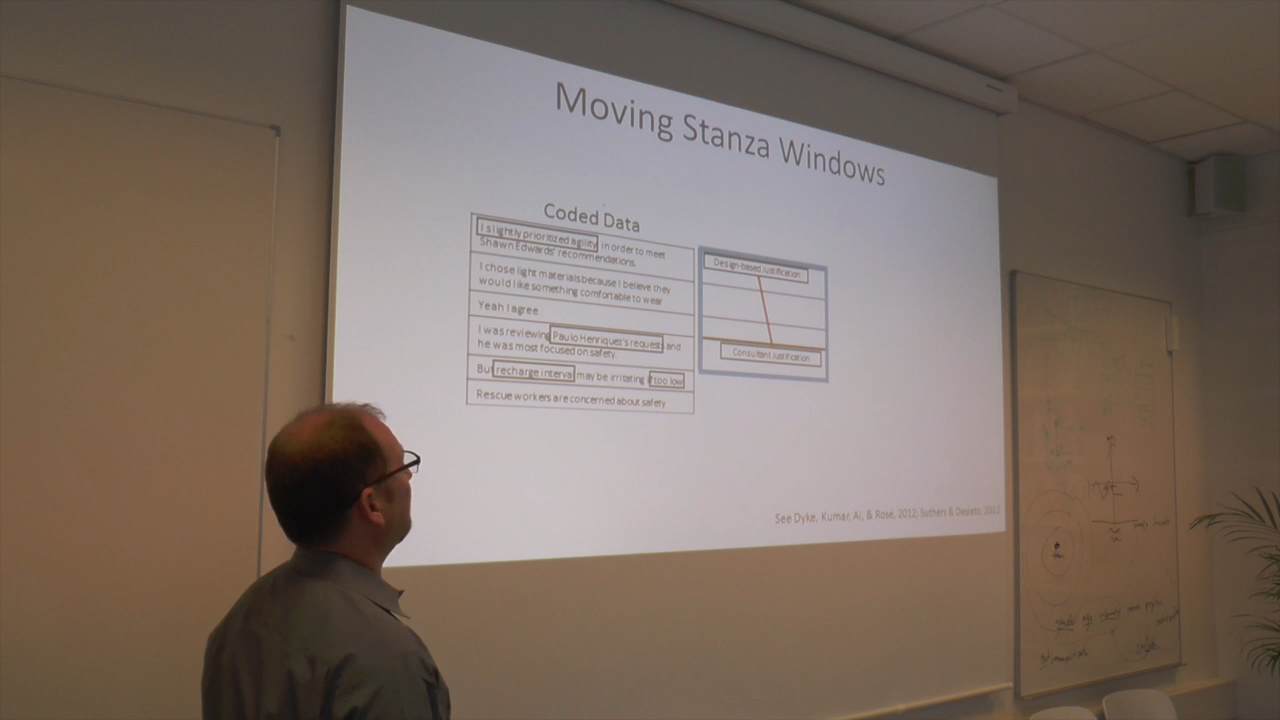 Moving Stanza Windows
Coded Data
I slightly prioritized agility in order to meet
Shawn Edwards' recommendations.
I chose light materials because I believe they
would like something comfortable to wear
Yeah I agree
I was reviewing Paulo Henriquez's request and
he was most focused on safety.
But recharge interval may be irritating if too low
Rescue workers are concerned about safety
Design-based Justification
Consultant Justification
See Dyke, Kumar, Ai, & Rosé, 2012; Suthers & Desiato, 2012